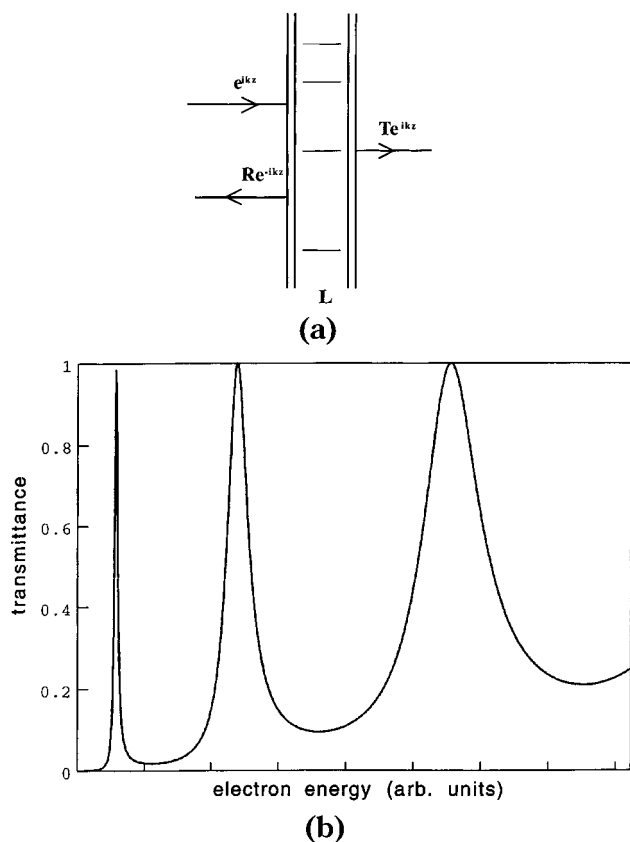 e^{ikz}
Te^{ikz}
Re^{-ikz}
L
(a)
1
0.8
0.6
0.4
0.2
0
transmittance
electron energy (arb. units)
(b)